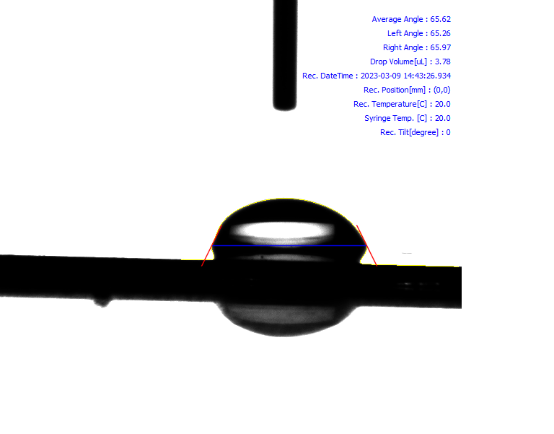 Average Angle : 65.62
Left Angle : 65.26
Right Angle : 65.97
Drop Volume[uL] : 3.78
Rec. DateTime : 2023-03-09 14:43:26.934
Rec. Position[mm] : (0,0)
Rec. Temperature[C] : 20.0
Syringe Temp. [C] : 20.0
Rec. Tilt[degree] : 0